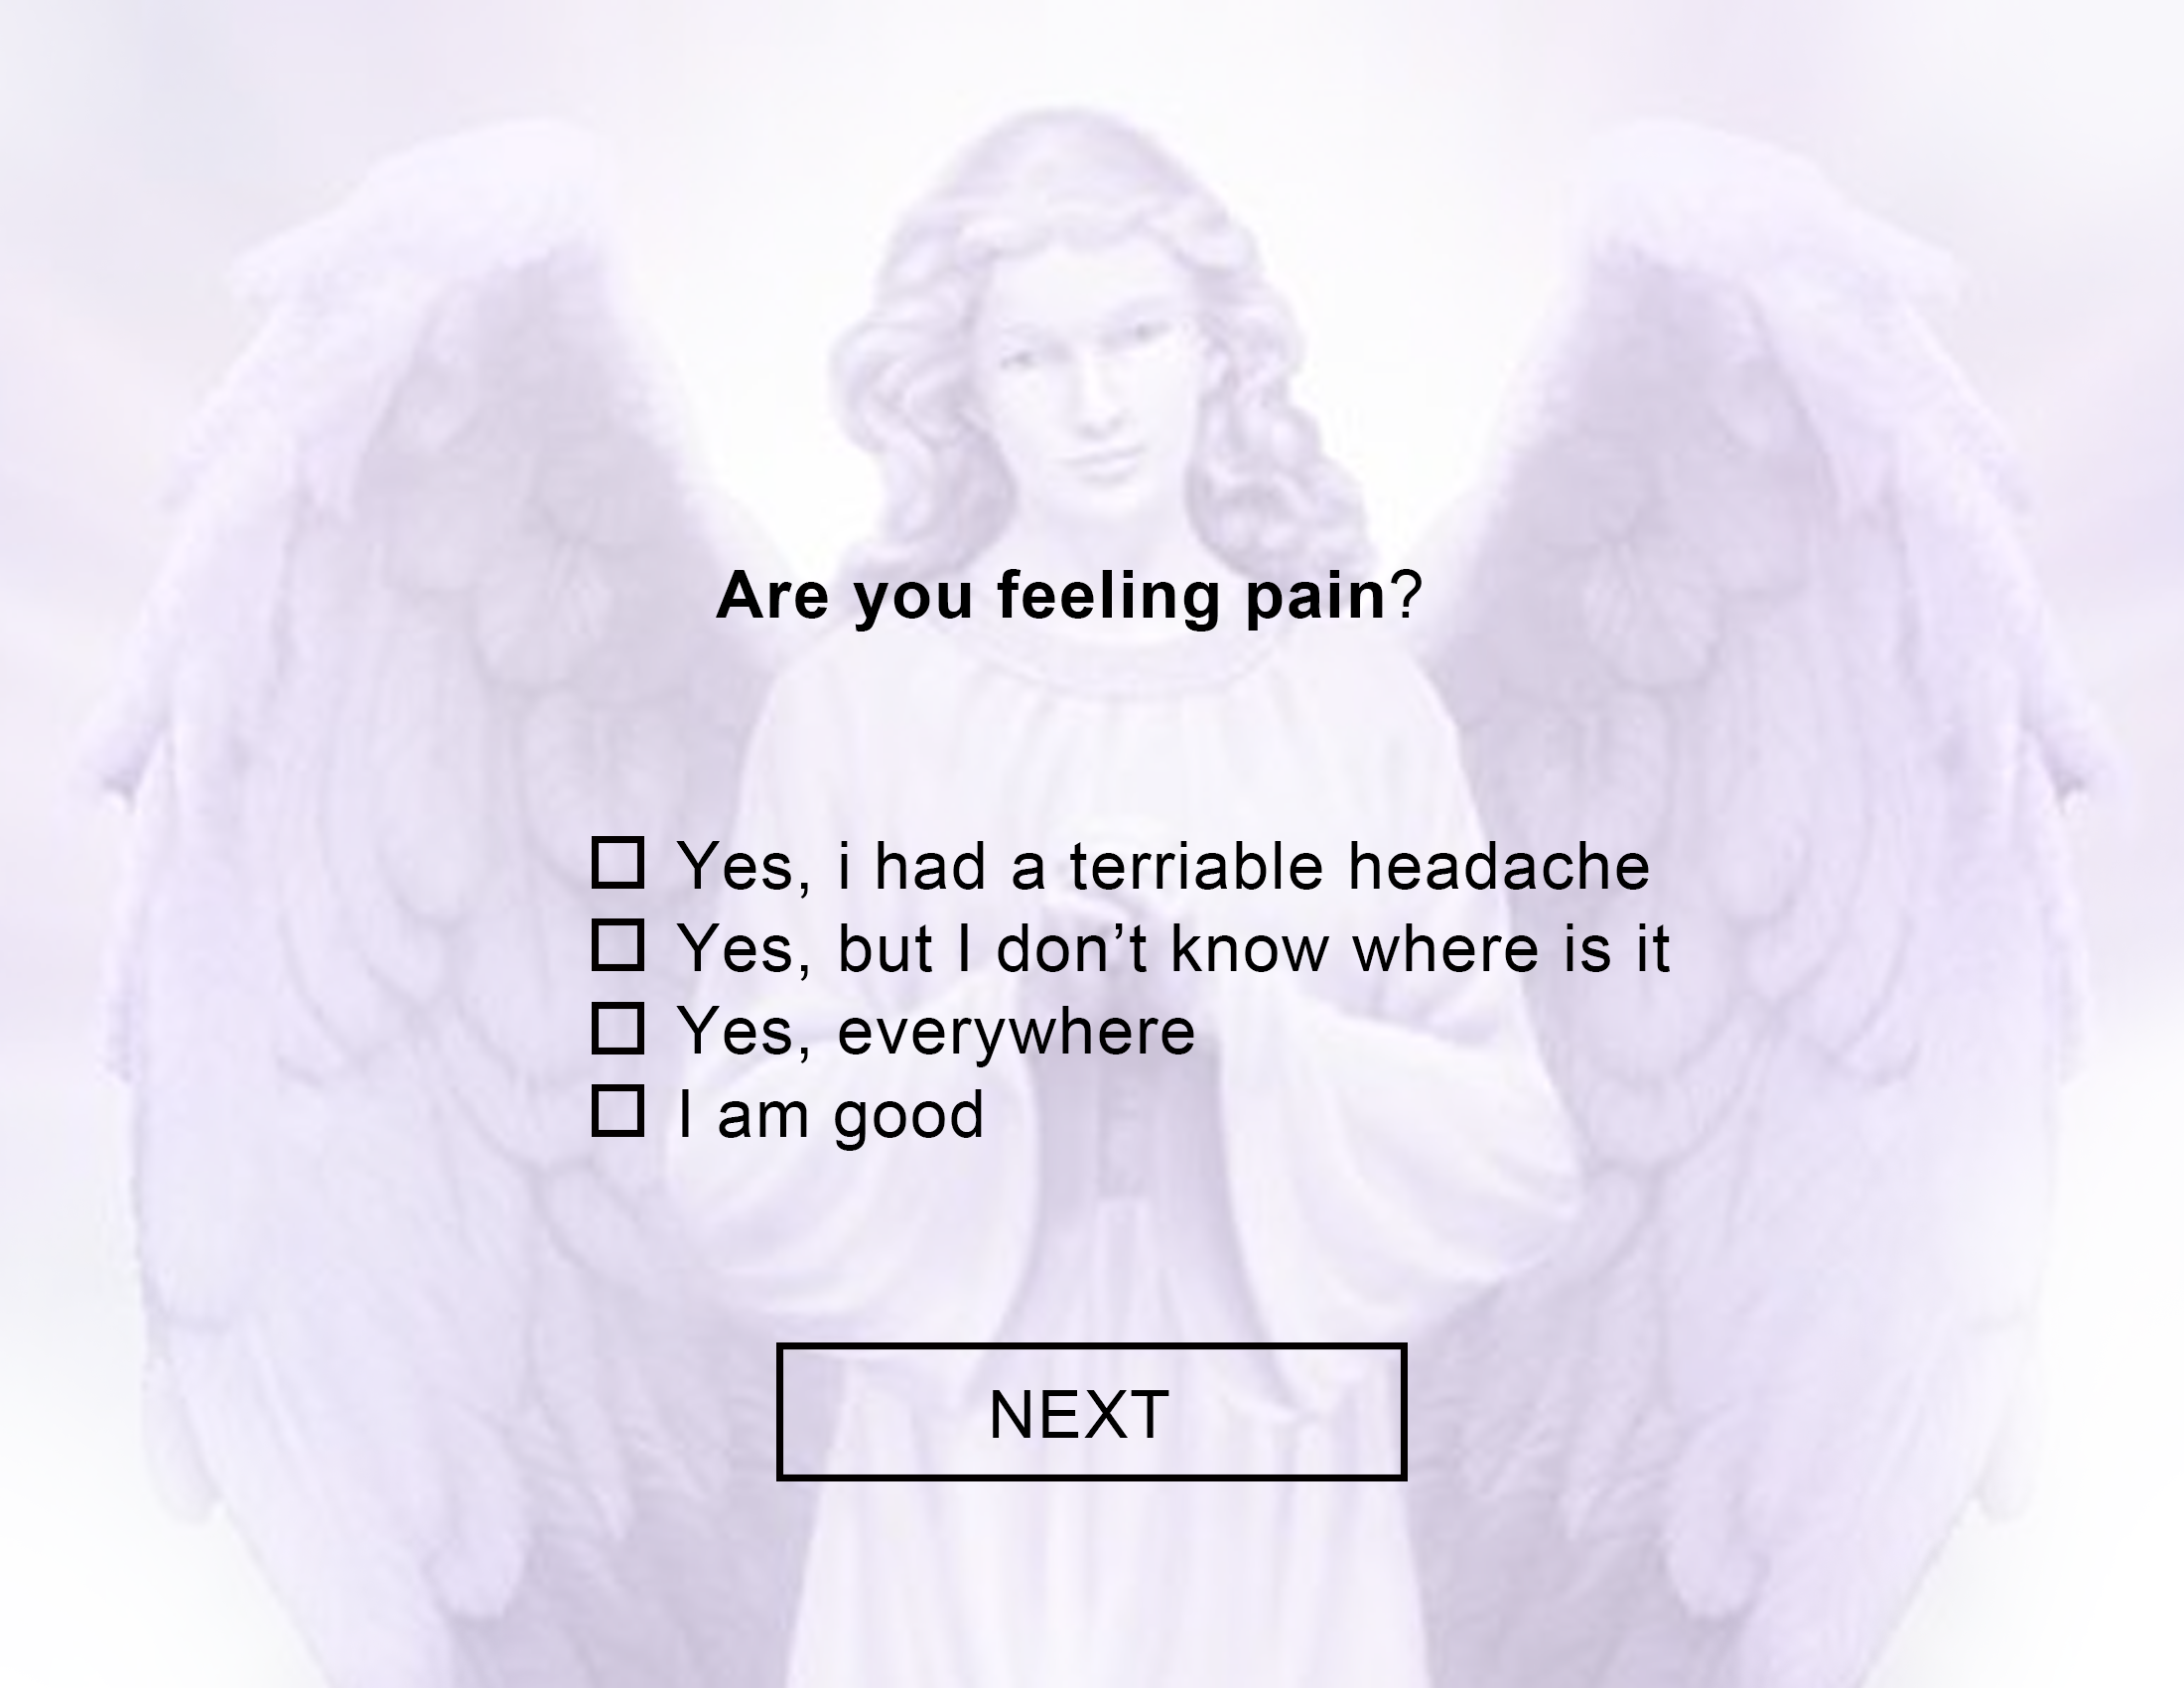 Are you feeling pain?
Yes, i had a terriable headache
Yes, but I don’t know where is it
Yes, everywhere
I am good
NEXT